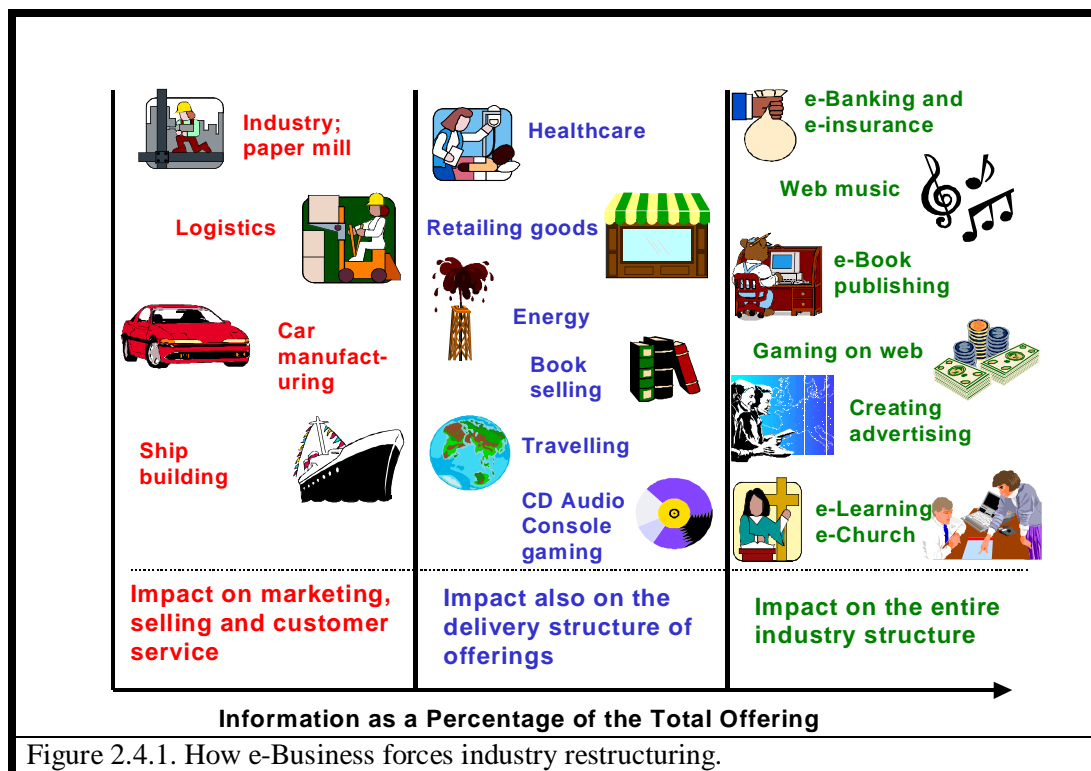 Industry;
paper mill
Logistics
Car
manufact-
uring
Ship
building
Impact on marketing,
selling and customer
service
Healthcare
Retailing goods
Energy
Book
selling
Travelling
CD Audio
Console
gaming
Impact also on the
delivery structure of
offerings
e-Banking and
e-insurance
Web music
e-Book
publishing
Gaming on web
Creating
advertising
e-Learning
e-Church
Impact on the entire
industry structure
Information as a Percentage of the Total Offering
Figure 2.4.1. How e-Business forces industry restructuring.